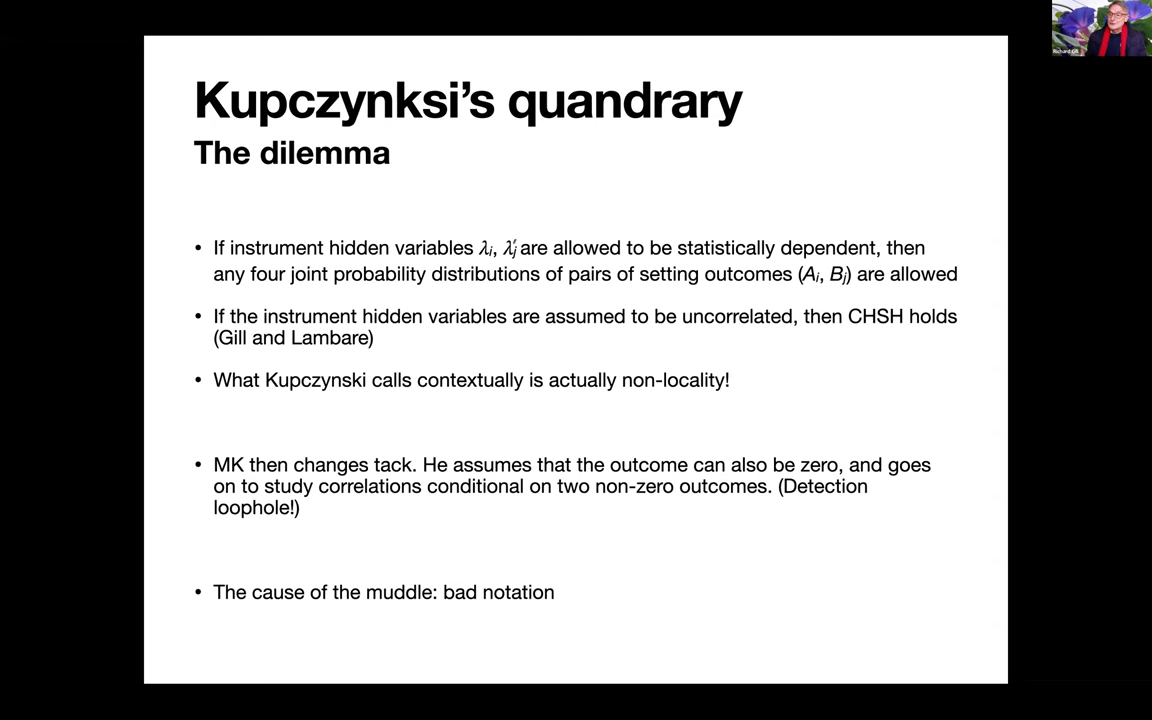 Kupczynksi’s quandrary
The dilemma
• If instrument hidden variables λi, λ′j are allowed to be statistically dependent, then
any four joint probability distributions of pairs of setting outcomes (Ai, Bj) are allowed
• If the instrument hidden variables are assumed to be uncorrelated, then CHSH holds
(Gill and Lambare)
• What Kupczynski calls contextually is actually non-locality!
• MK then changes tack. He assumes that the outcome can also be zero, and goes
on to study correlations conditional on two non-zero outcomes. (Detection
loophole!)
• The cause of the muddle: bad notation
Richard Gill